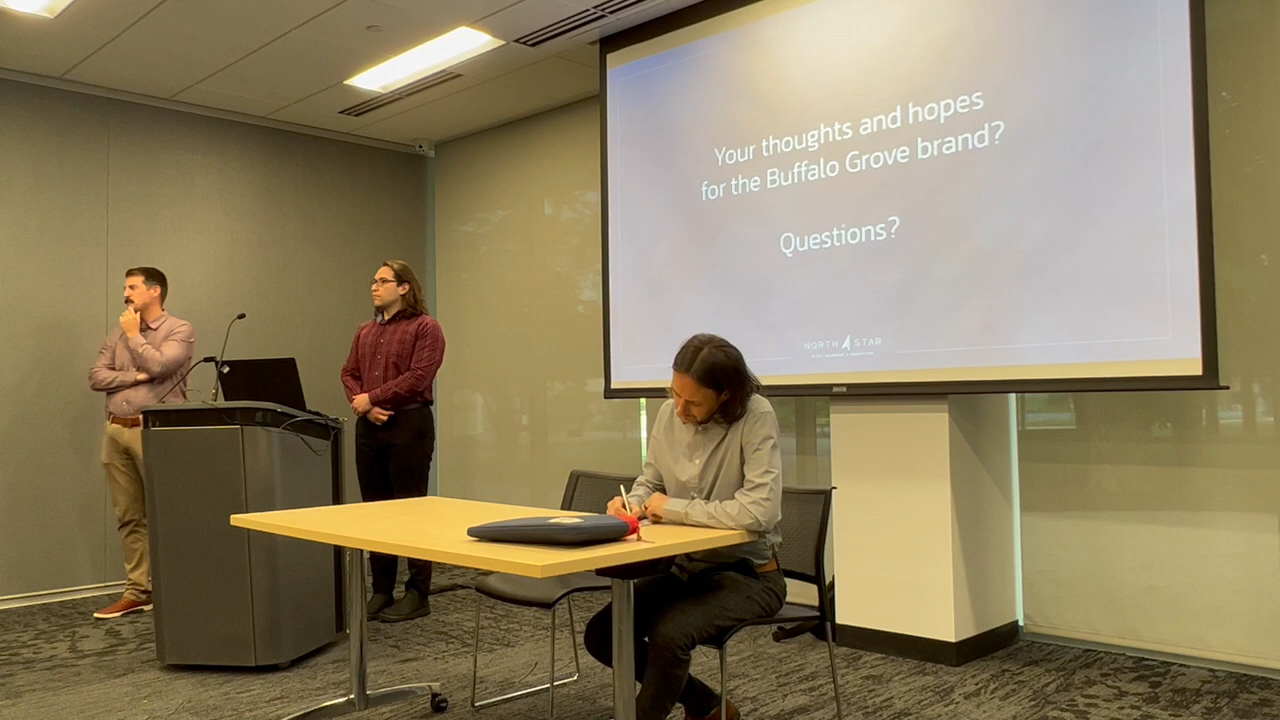 Your thoughts and hopes
for the Buffalo Grove brand?
Questions?
NORTH STAR